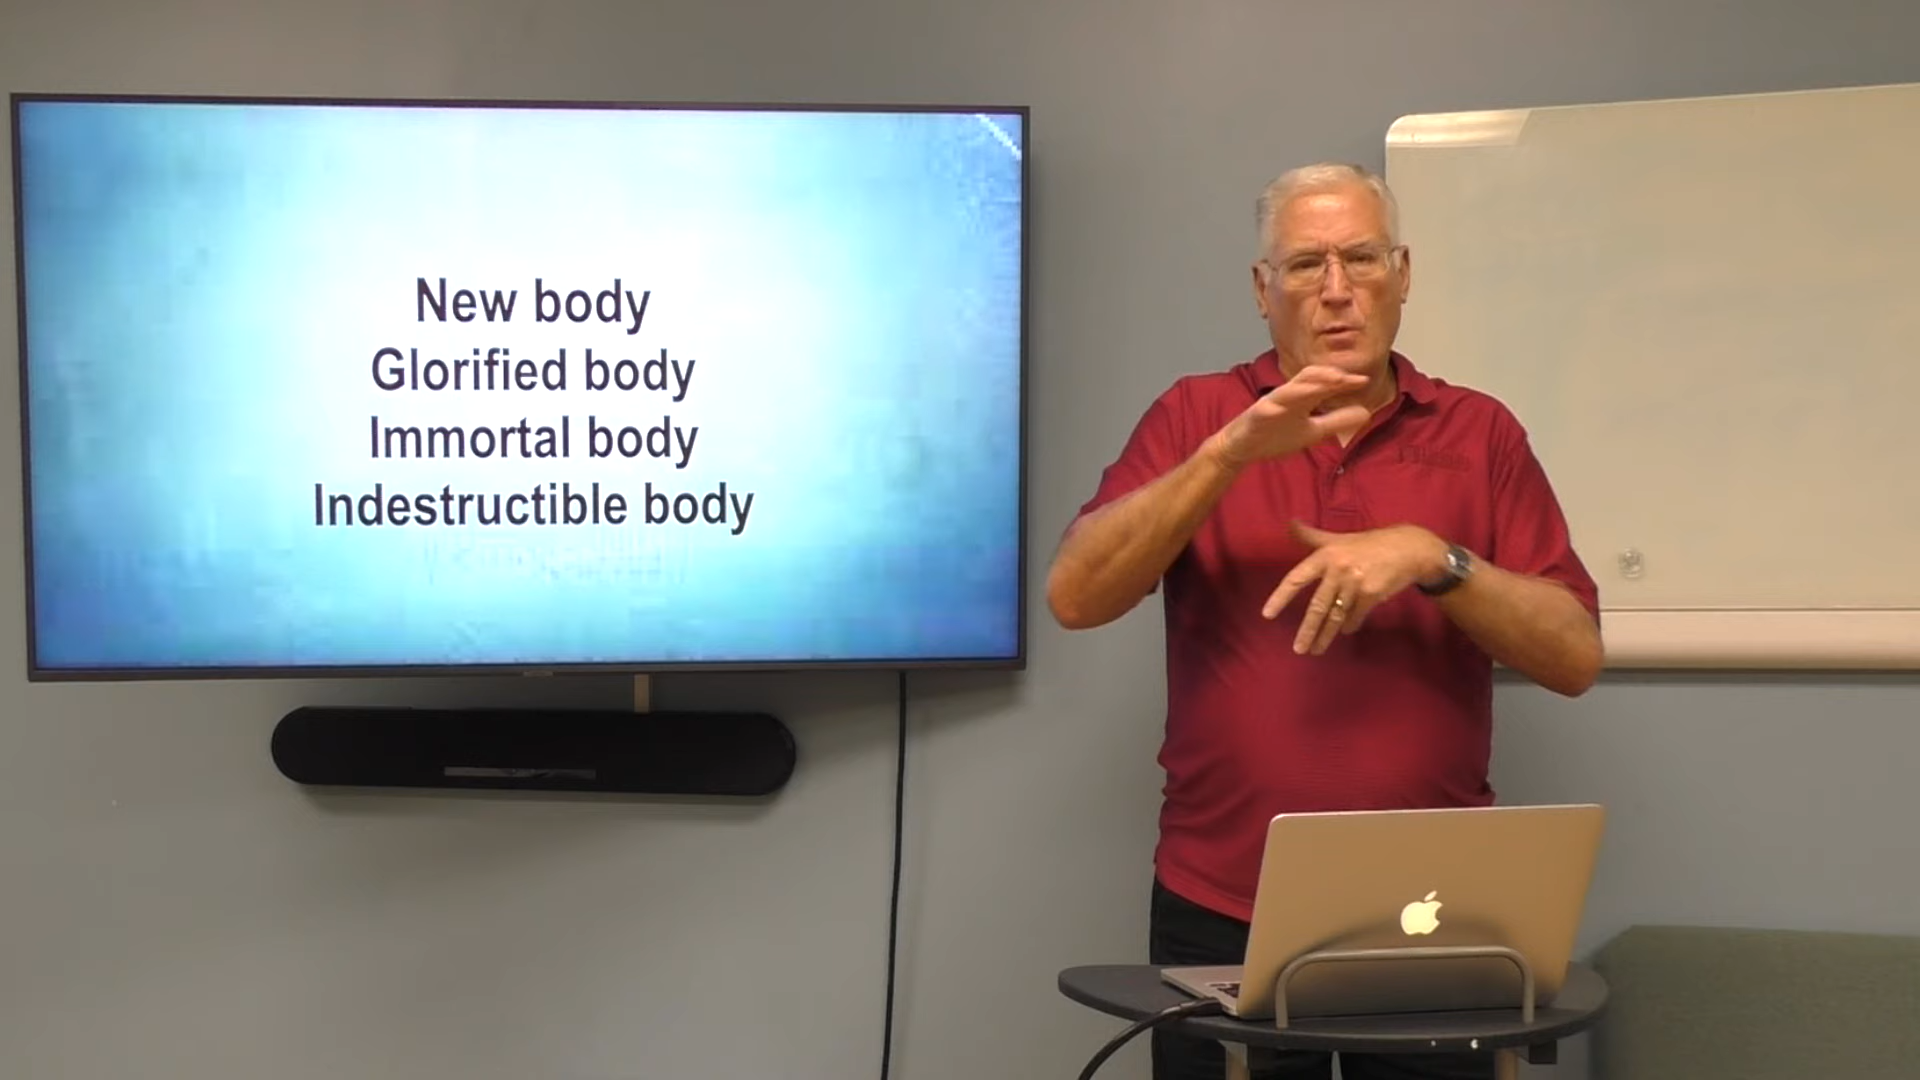 New body
Glorified body
Immortal body
Indestructible body